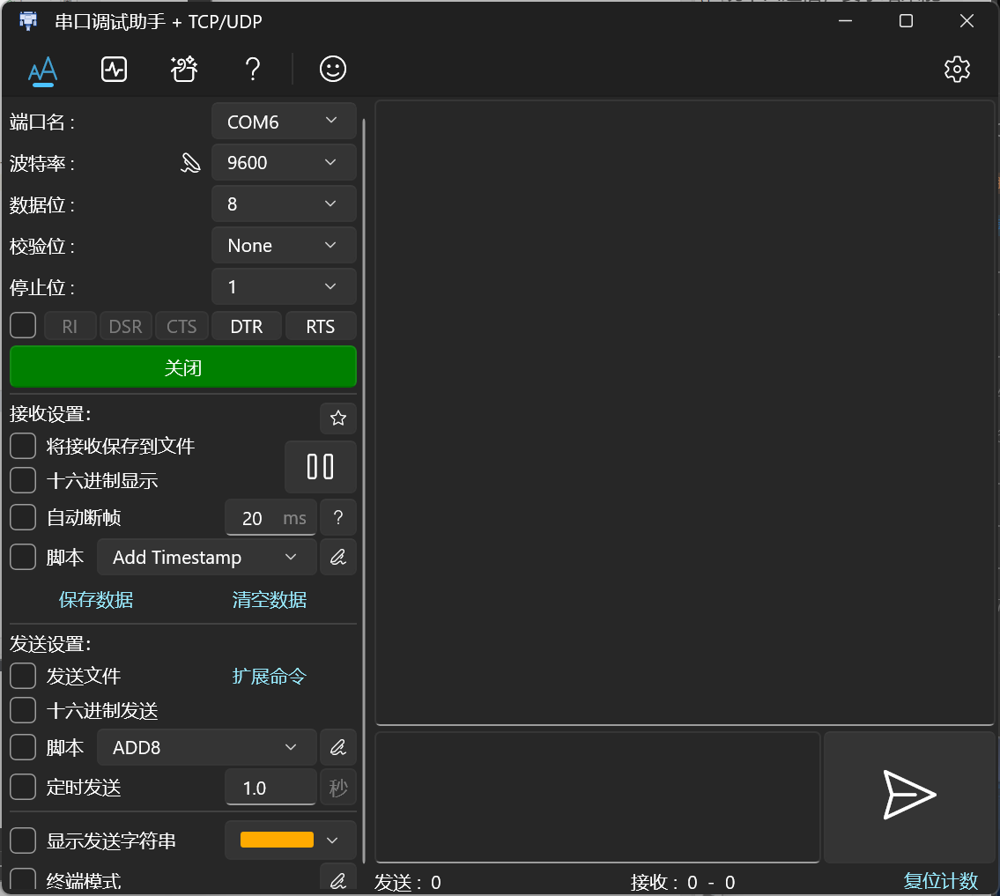 串口调试助手 + TCP/UDP
端口名 : COM6
波特率 : 9600
数据位 : 8
校验位 : None
停止位 : 1
RI DSR CTS DTR RTS
关闭
接收设置:
将接收保存到文件
十六进制显示
自动断帧 20 ms ?
脚本 Add Timestamp
保存数据 清空数据
发送设置:
发送文件 扩展命令
十六进制发送
脚本 ADD8
定时发送 1.0 秒
显示发送字符串
终端模式
发送 : 0 接收 : 0 - 0 复位计数